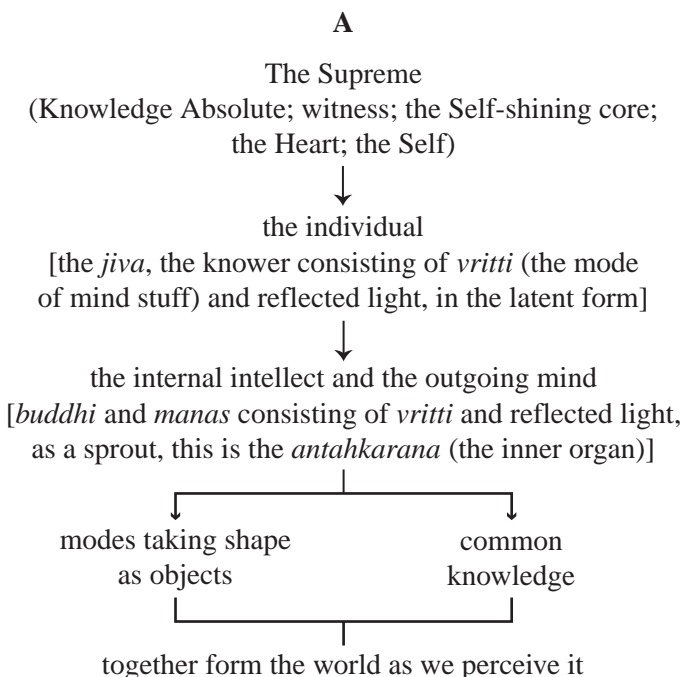 A
The Supreme
(Knowledge Absolute; witness; the Self-shining core;
the Heart; the Self)
the individual
[the jiva, the knower consisting of vritti (the mode
of mind stuff) and reflected light, in the latent form]
the internal intellect and the outgoing mind
[buddhi and manas consisting of vritti and reflected light,
as a sprout, this is the antahkarana (the inner organ)]
modes taking shape
as objects
common
knowledge
together form the world as we perceive it